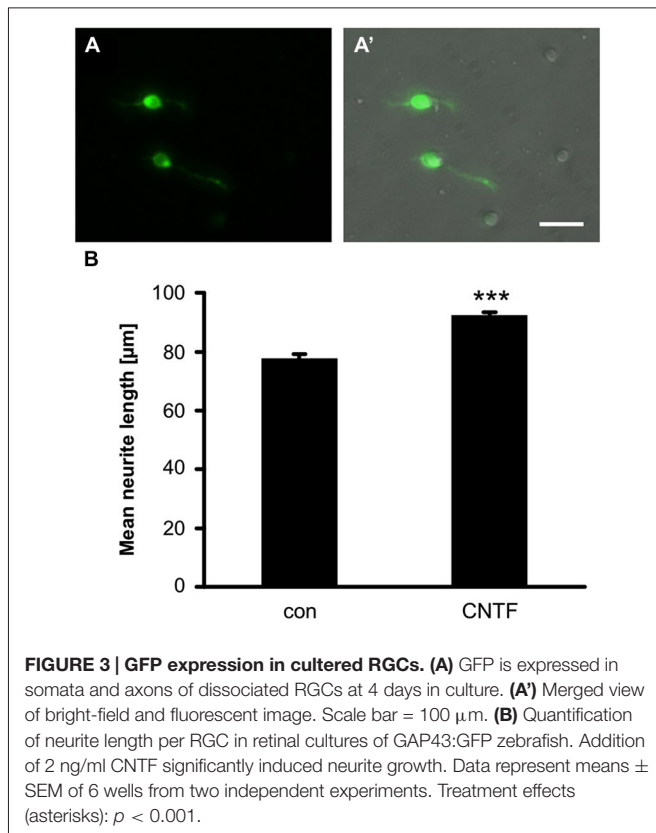 A
A'
B
100
80
60
40
20
0
Mean neurite length [µm]
***
con
CNTF
FIGURE 3 | GFP expression in cultured RGCs. (A) GFP is expressed in
somata and axons of dissociated RGCs at 4 days in culture. (A') Merged view
of bright-field and fluorescent image. Scale bar = 100 µm. (B) Quantification
of neurite length per RGC in retinal cultures of GAP43:GFP zebrafish. Addition
of 2 ng/ml CNTF significantly induced neurite growth. Data represent means ±
SEM of 6 wells from two independent experiments. Treatment effects
(asterisks): p < 0.001.